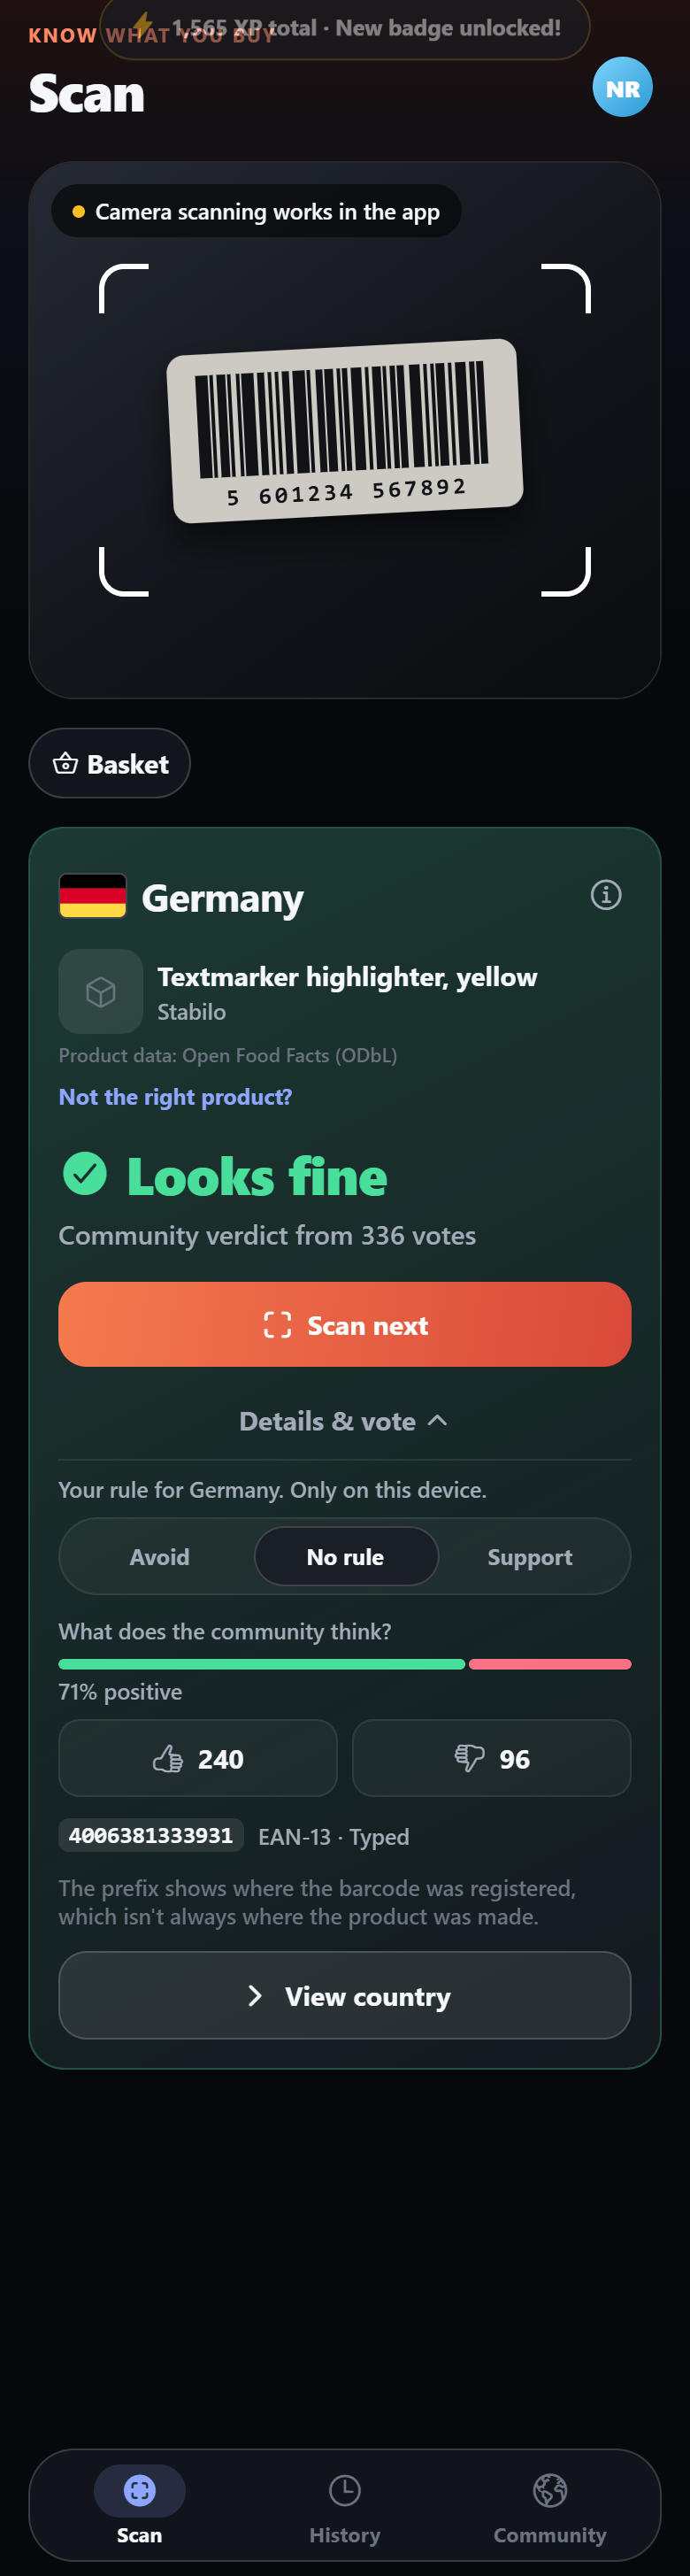 KNOW WHAT YOU BUY
1,565 XP total · New badge unlocked!
Scan
NR
Camera scanning works in the app
5 601234 567892
Basket
Germany
Textmarker highlighter, yellow
Stabilo
Product data: Open Food Facts (ODbL)
Not the right product?
Looks fine
Community verdict from 336 votes
Scan next
Details & vote
Your rule for Germany. Only on this device.
Avoid
No rule
Support
What does the community think?
71% positive
240
96
4006381333931 EAN-13 · Typed
The prefix shows where the barcode was registered,
which isn't always where the product was made.
View country
Scan
History
Community